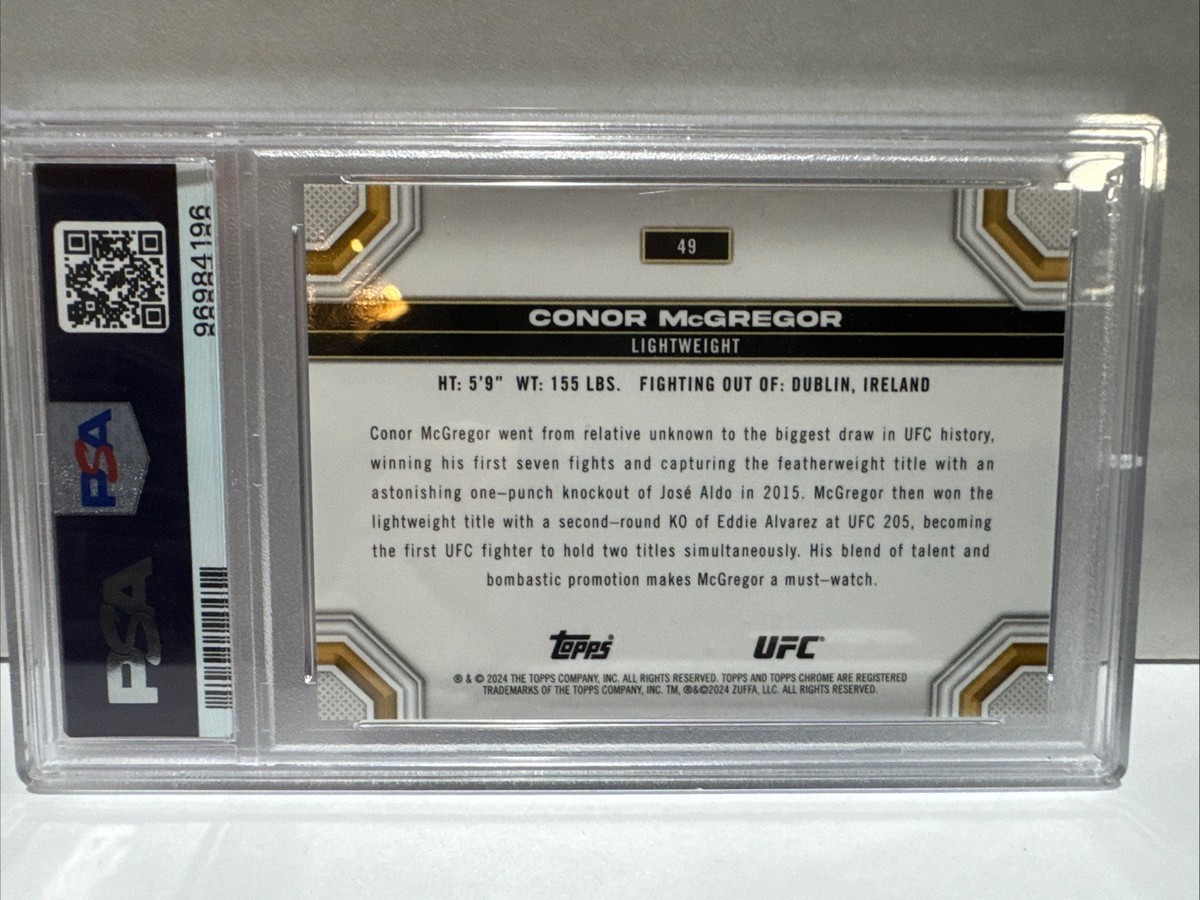 96984196
PSA
PSA
49
CONOR McGREGOR
LIGHTWEIGHT
HT: 5'9" WT: 155 LBS. FIGHTING OUT OF: DUBLIN, IRELAND
Conor McGregor went from relative unknown to the biggest draw in UFC history,
winning his first seven fights and capturing the featherweight title with an
astonishing one–punch knockout of José Aldo in 2015. McGregor then won the
lightweight title with a second–round KO of Eddie Alvarez at UFC 205, becoming
the first UFC fighter to hold two titles simultaneously. His blend of talent and
bombastic promotion makes McGregor a must–watch.
Topps® UFC®
® & © 2024 THE TOPPS COMPANY, INC. ALL RIGHTS RESERVED. TOPPS AND TOPPS CHROME ARE REGISTERED
TRADEMARKS OF THE TOPPS COMPANY, INC. TM, ®&©2024 ZUFFA, LLC. ALL RIGHTS RESERVED.